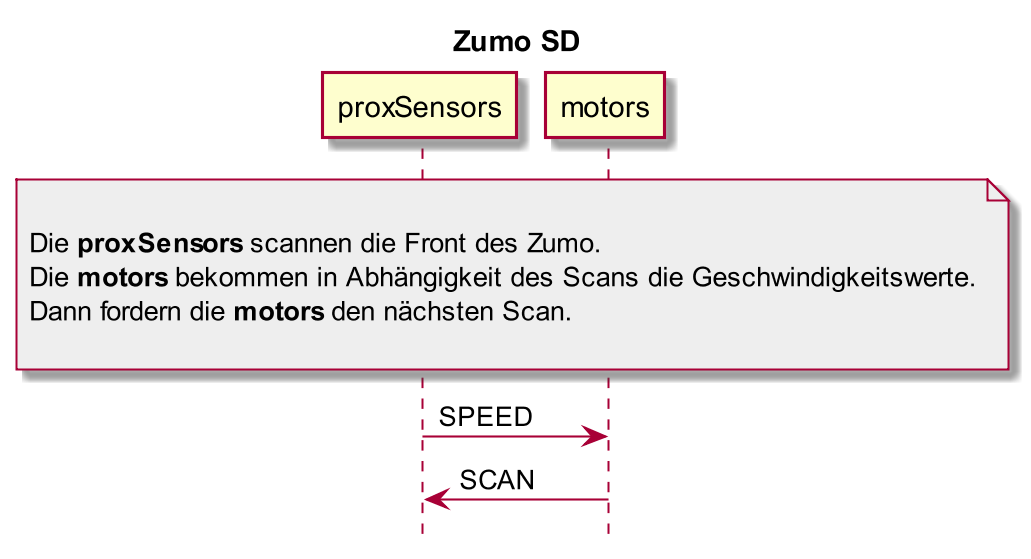 Zumo SD
proxSensors
motors
Die proxSensors scannen die Front des Zumo.
Die motors bekommen in Abhängigkeit des Scans die Geschwindigkeitswerte.
Dann fordern die motors den nächsten Scan.
SPEED
SCAN